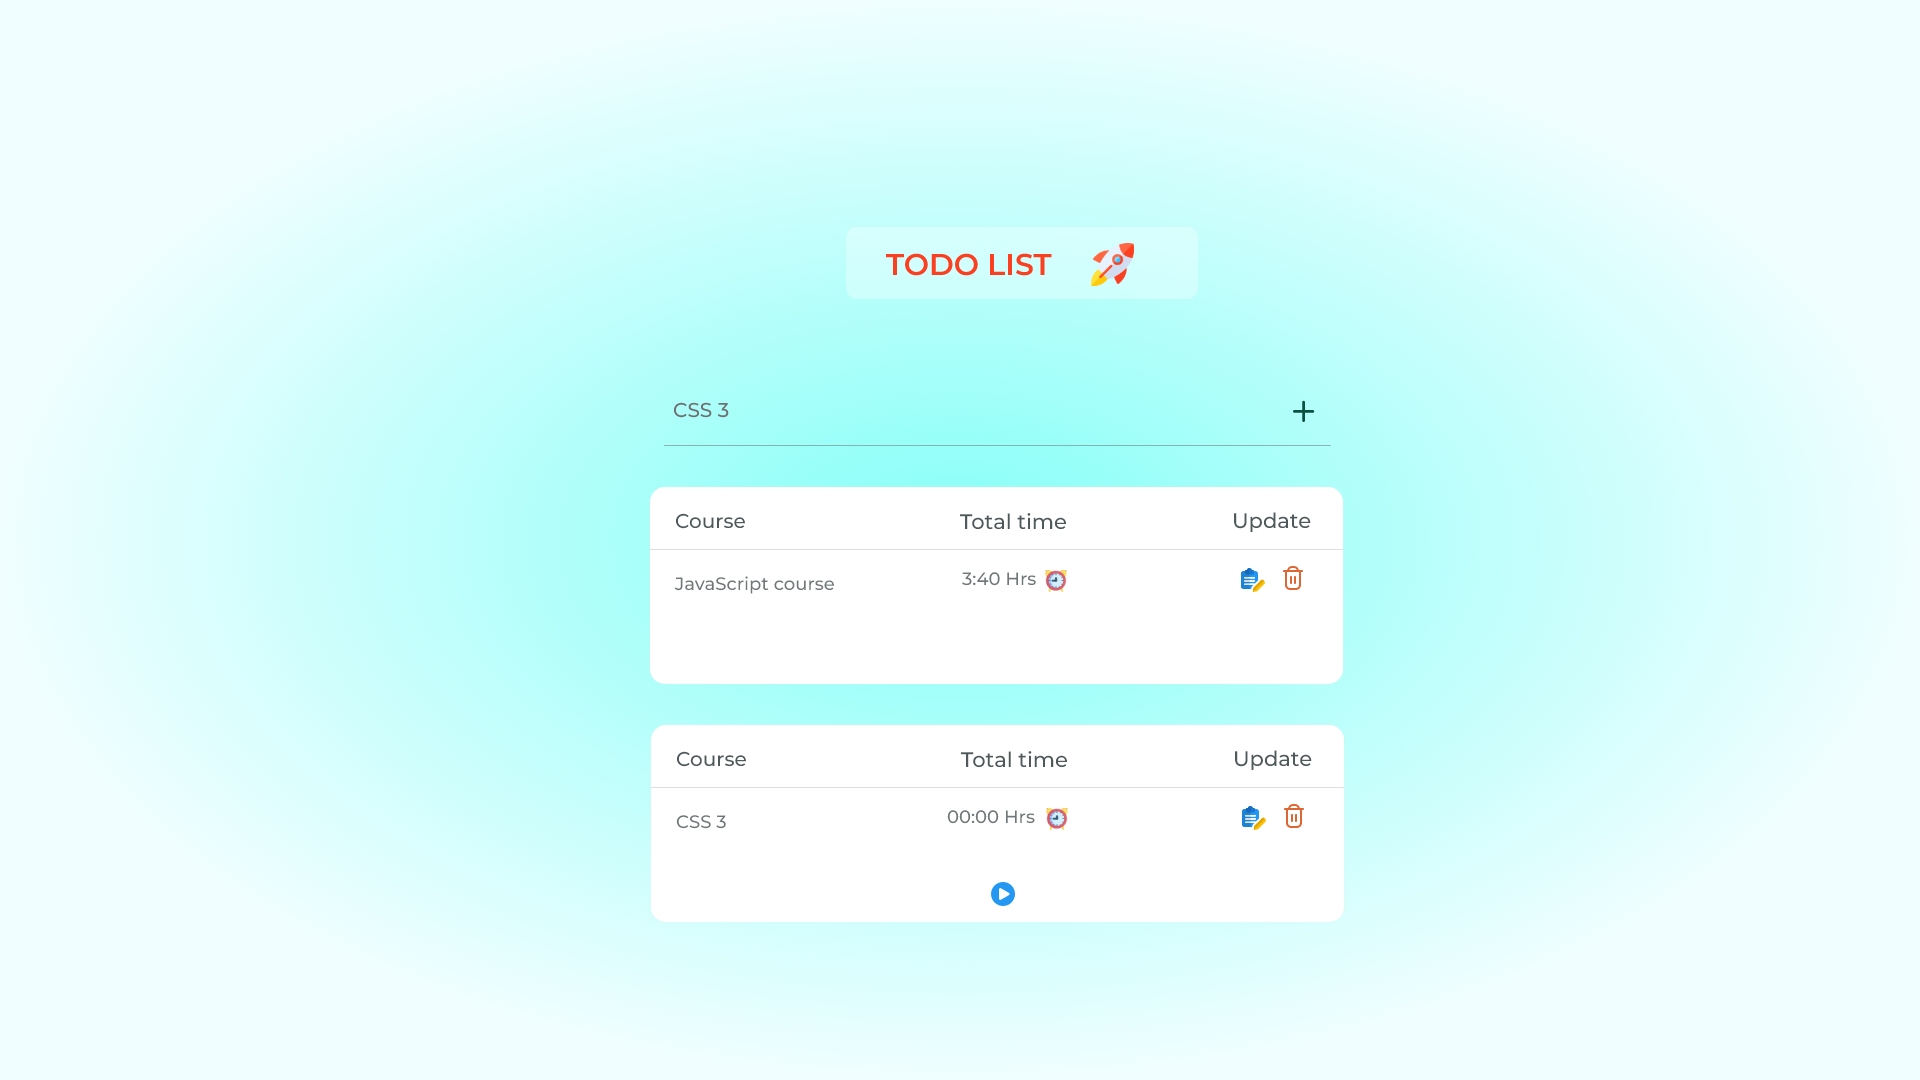 TODO LIST
CSS 3
Course Total time Update
JavaScript course 3:40 Hrs
Course Total time Update
CSS 3 00:00 Hrs